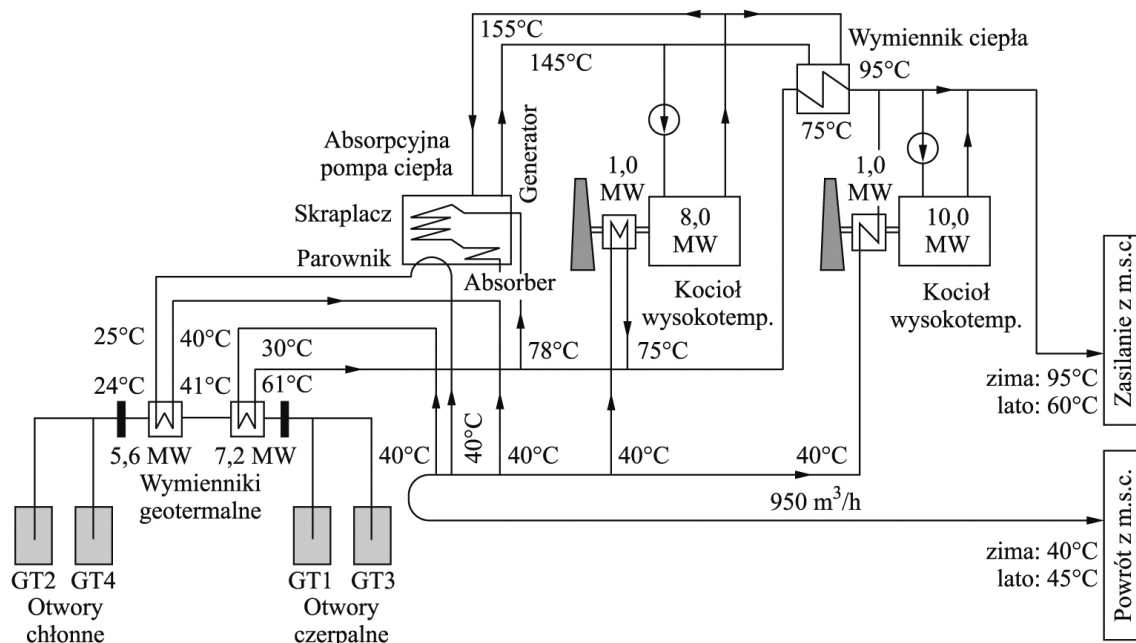 155°C
Wymiennik ciepła
145°C
95°C
75°C
Absorpcyjna
pompa ciepła
Generator
1,0
MW
1,0
MW
Skraplacz
8,0
MW
10,0
MW
Parownik
Absorber
Kocioł
wysokotemp.
Kocioł
wysokotemp.
25°C
40°C
30°C
78°C
75°C
24°C
41°C
61°C
zima: 95°C
lato: 60°C
Zasilanie z m.s.c.
5,6 MW
7,2 MW
40°C
40°C
40°C
40°C
40°C
Wymienniki
geotermalne
950 m³/h
zima: 40°C
lato: 45°C
Powrót z m.s.c.
GT2
GT4
GT1
GT3
Otwory
chłonne
Otwory
czerpalne